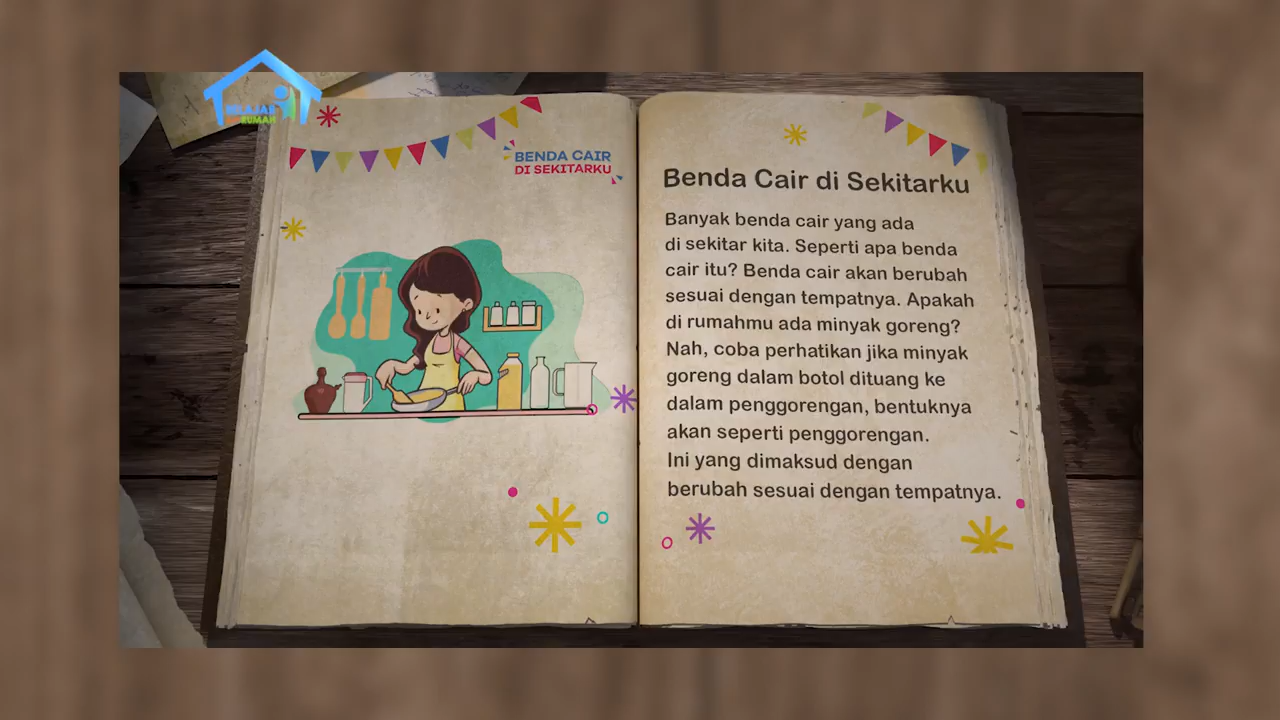 BELAJAR
RUMAH
BENDA CAIR
DI SEKITARKU
Benda Cair di Sekitarku
Banyak benda cair yang ada
di sekitar kita. Seperti apa benda
cair itu? Benda cair akan berubah
sesuai dengan tempatnya. Apakah
di rumahmu ada minyak goreng?
Nah, coba perhatikan jika minyak
goreng dalam botol dituang ke
dalam penggorengan, bentuknya
akan seperti penggorengan.
Ini yang dimaksud dengan
berubah sesuai dengan tempatnya.